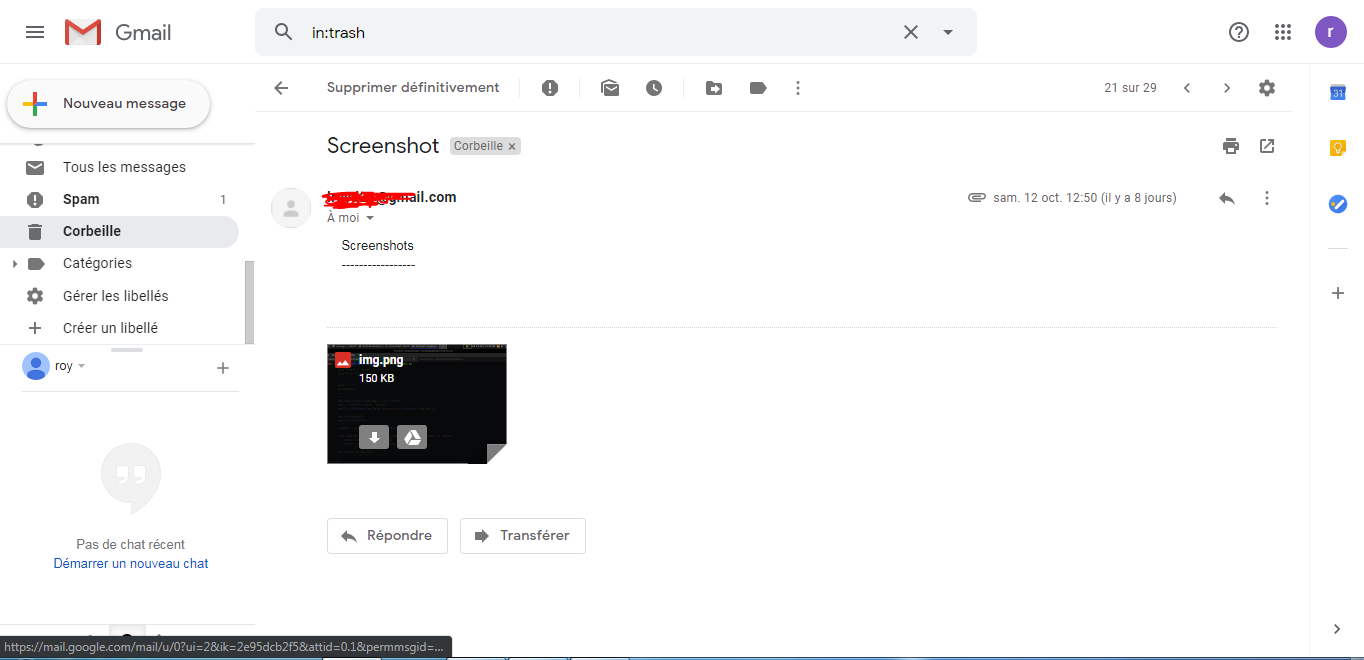 Gmail
in:trash
r
Nouveau message
Supprimer définitivement
21 sur 29
31
Tous les messages
Screenshot
Corbeille ×
Spam
1
@gmail.com
sam. 12 oct. 12:50 (il y a 8 jours)
À moi
Corbeille
Screenshots
-----------------
Catégories
Gérer les libellés
Créer un libellé
roy
img.png
150 KB
Répondre
Transférer
Pas de chat récent
Démarrer un nouveau chat
https://mail.google.com/mail/u/0?ui=2&ik=2e95dcb2f5&attid=0.1&permmsgid=...